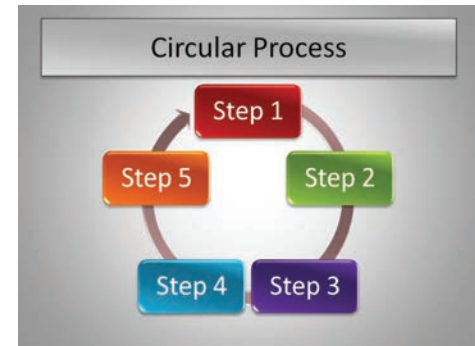 Circular Process
Step 1
Step 2
Step 3
Step 4
Step 5